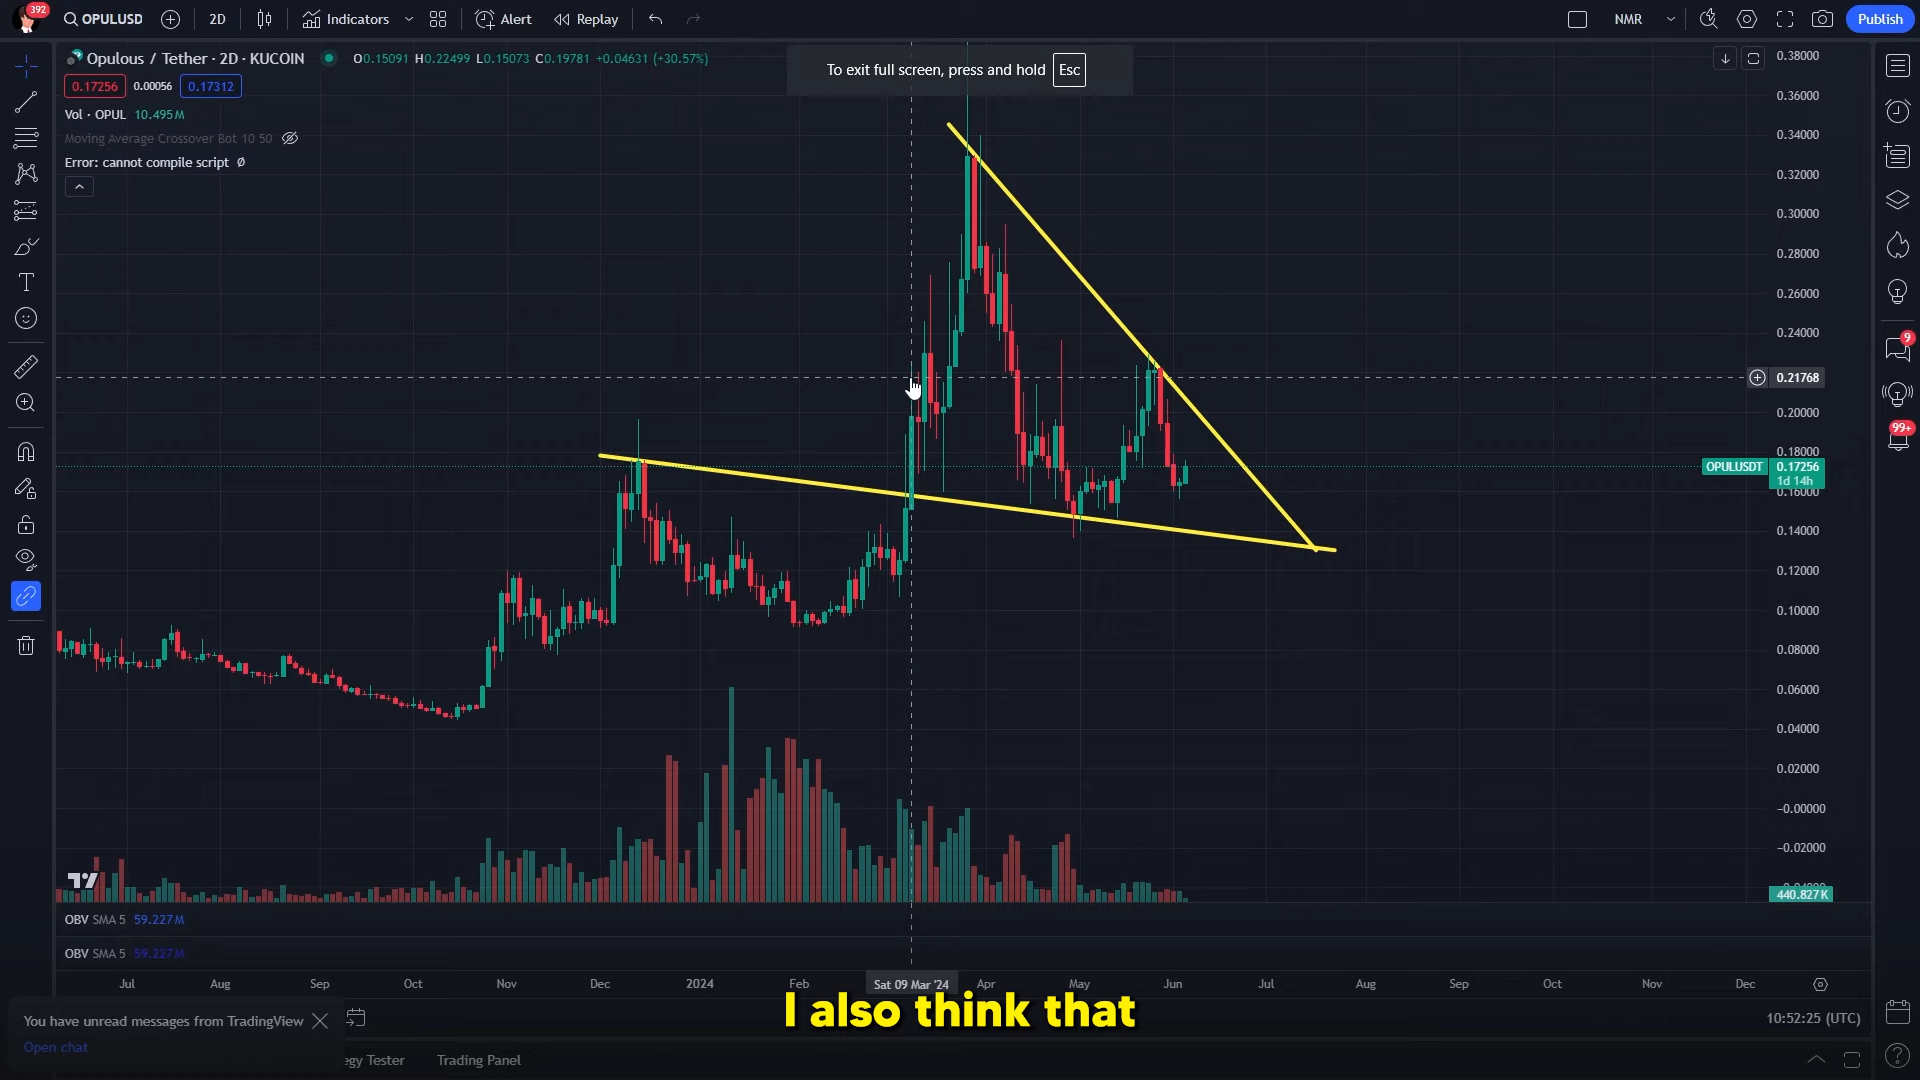 392
OPULUSD
2D
Indicators
Alert
Replay
NMR
Publish
Opulous / Tether · 2D · KUCOIN
O0.15091 H0.22499 L0.15073 C0.19781 +0.04631 (+30.57%)
To exit full screen, press and hold Esc
0.17256 0.00056 0.17312
Vol · OPUL 10.495M
Moving Average Crossover Bot 10 50
Error: cannot compile script
0.38000
0.36000
0.34000
0.32000
0.30000
0.28000
0.26000
0.24000
0.21768
0.20000
0.18000
OPULUSDT 0.17256
1d 14h
0.16000
0.14000
0.12000
0.10000
0.08000
0.06000
0.04000
0.02000
−0.00000
−0.02000
440.827K
9
99+
OBV SMA 5 59.227M
OBV SMA 5 59.227M
Jul Aug Sep Oct Nov Dec 2024 Feb Sat 09 Mar '24 Apr May Jun Jul Aug Sep Oct Nov Dec
I also think that
You have unread messages from TradingView
Open chat
10:52:25 (UTC)
egy Tester
Trading Panel